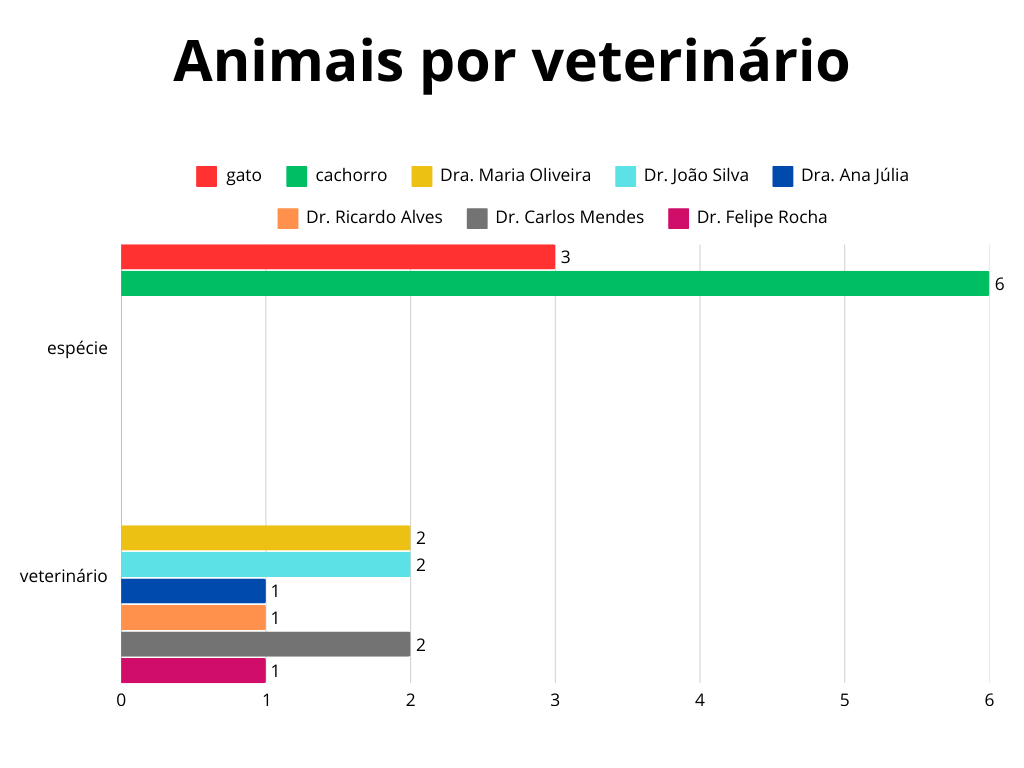 Animais por veterinário
gato cachorro Dra. Maria Oliveira Dr. João Silva Dra. Ana Júlia
Dr. Ricardo Alves Dr. Carlos Mendes Dr. Felipe Rocha
3
6
espécie
2
2
veterinário
1
1
2
1
0 1 2 3 4 5 6